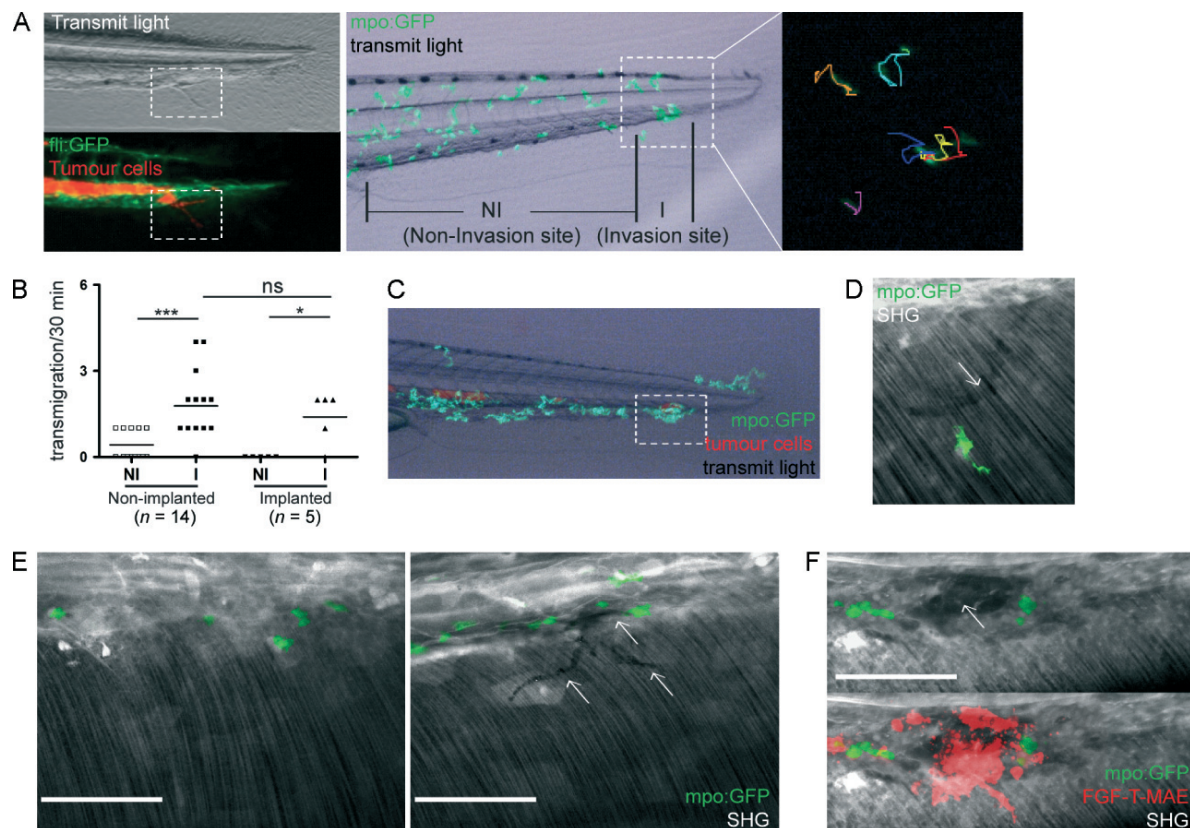 A
Transmit light
fli:GFP
Tumour cells
mpo:GFP
transmit light
NI
(Non-Invasion site)
I
(Invasion site)
B
transmigration/30 min
6
3
0
***
ns
*
NI
I
NI
I
Non-implanted
(n = 14)
Implanted
(n = 5)
C
mpo:GFP
tumour cells
transmit light
D
mpo:GFP
SHG
E
mpo:GFP
SHG
F
mpo:GFP
FGF-T-MAE
SHG